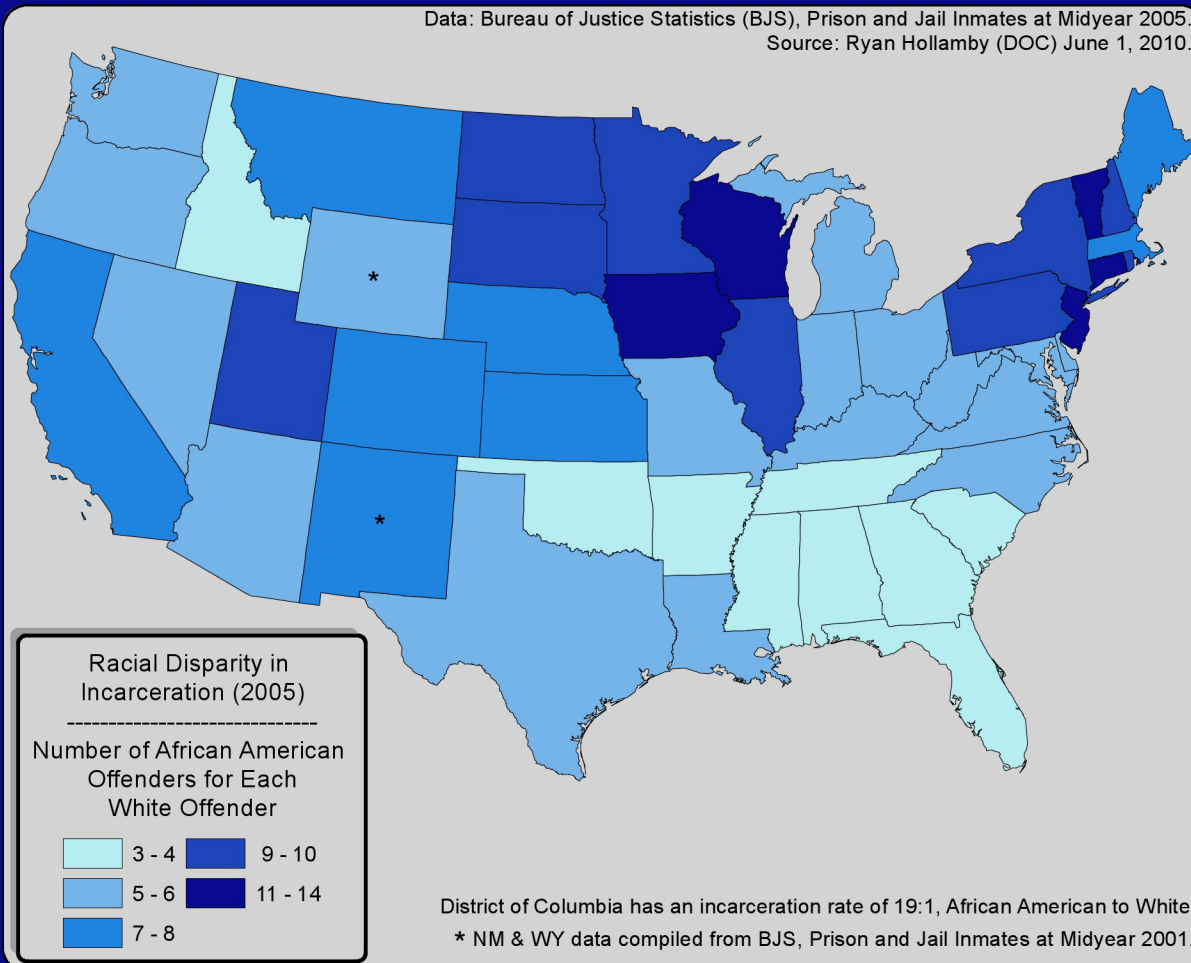 Data: Bureau of Justice Statistics (BJS), Prison and Jail Inmates at Midyear 2005.
Source: Ryan Hollamby (DOC) June 1, 2010.
*
*
Racial Disparity in
Incarceration (2005)
------------------------------
Number of African American
Offenders for Each
White Offender
3 - 4
9 - 10
5 - 6
11 - 14
7 - 8
District of Columbia has an incarceration rate of 19:1, African American to White
* NM & WY data compiled from BJS, Prison and Jail Inmates at Midyear 2001.